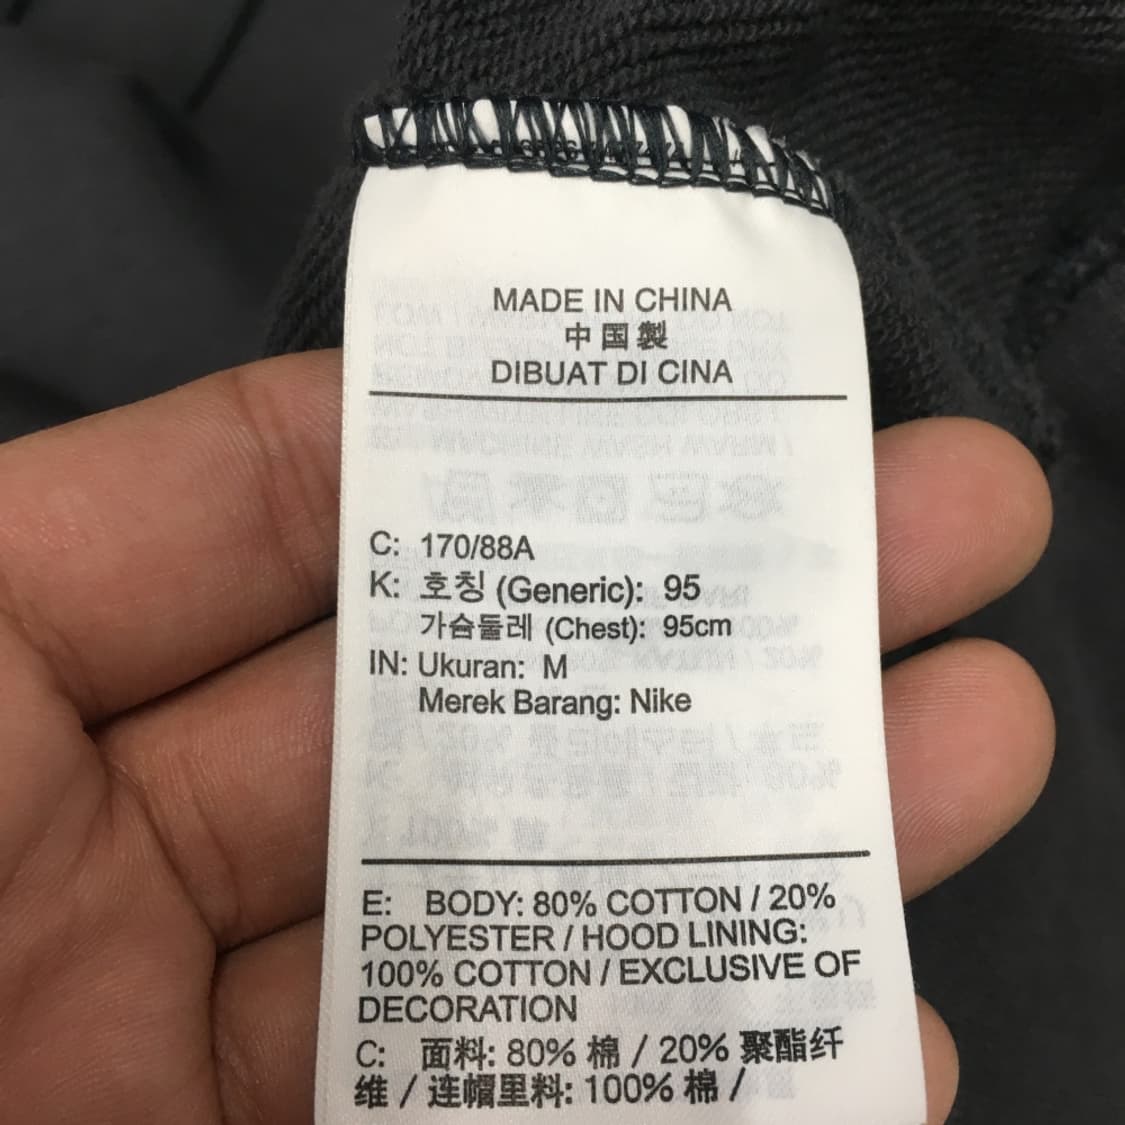 MADE IN CHINA
中国製
DIBUAT DI CINA
C: 170/88A
K: 호칭 (Generic): 95
가슴둘레 (Chest): 95cm
IN: Ukuran: M
Merek Barang: Nike
E: BODY: 80% COTTON / 20%
POLYESTER / HOOD LINING:
100% COTTON / EXCLUSIVE OF
DECORATION
C: 面料: 80% 棉 / 20% 聚酯纤
维 / 连帽里料: 100% 棉 /